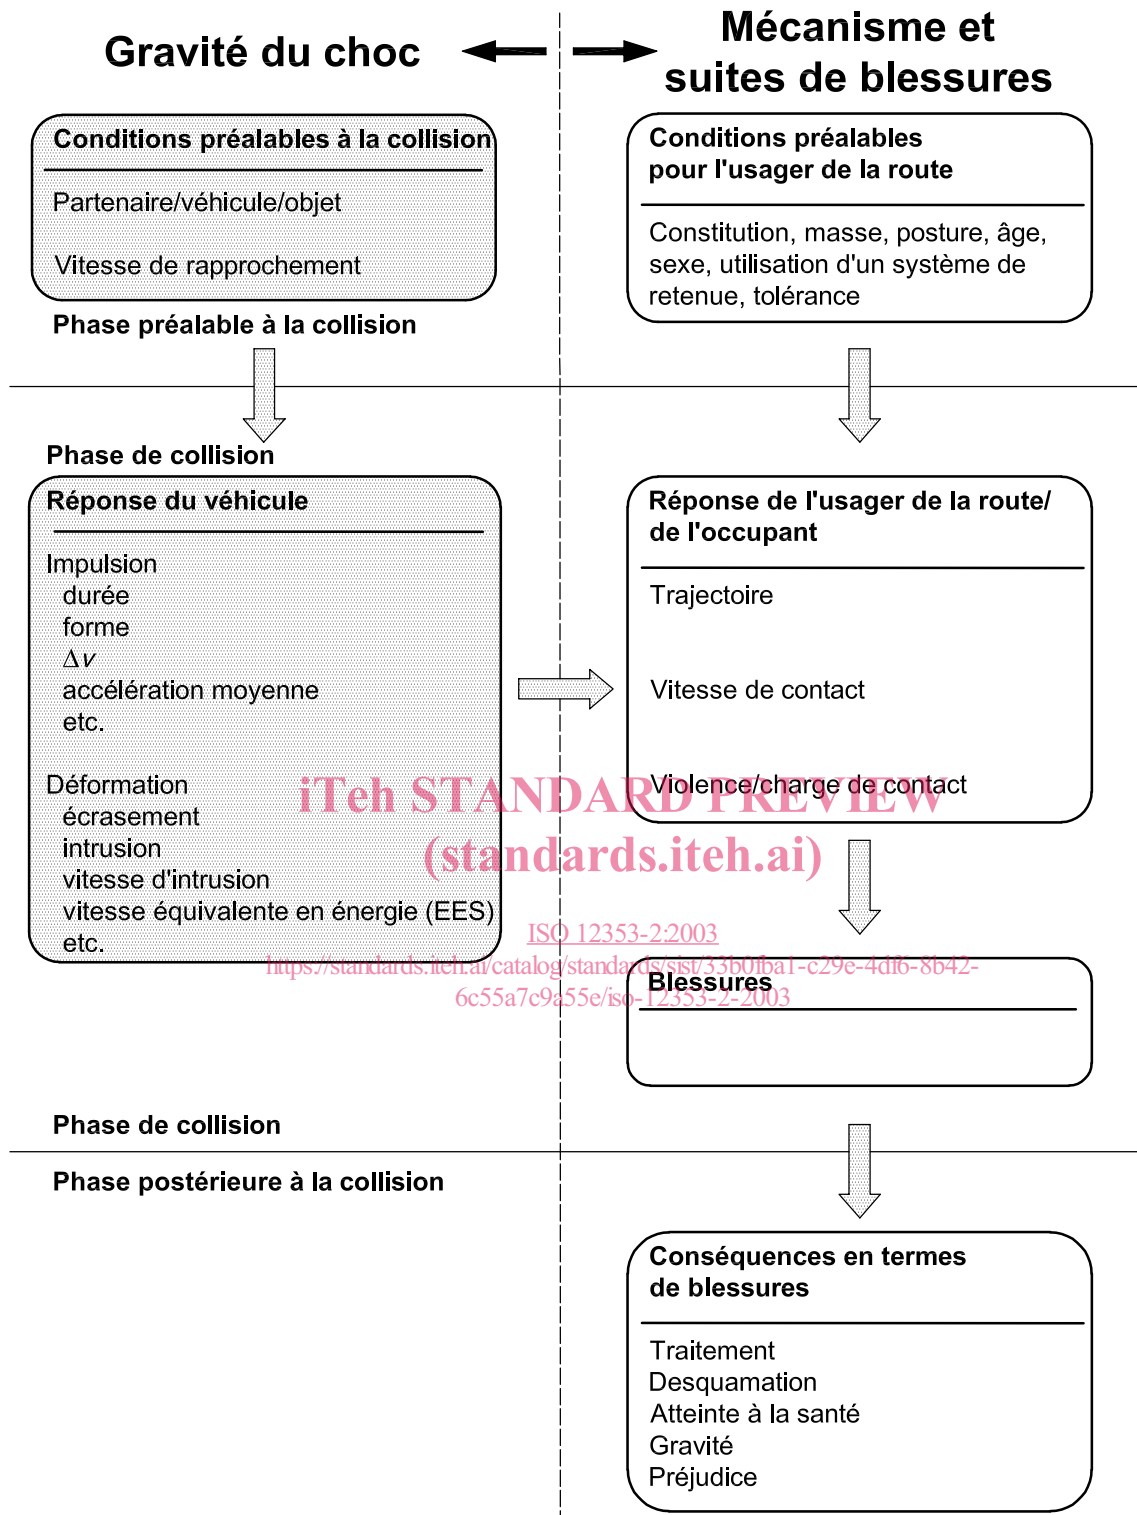 Gravité du choc
Mécanisme et
suites de blessures
Conditions préalables à la collision
Partenaire/véhicule/objet
Vitesse de rapprochement
Phase préalable à la collision
Conditions préalables
pour l'usager de la route
Constitution, masse, posture, âge,
sexe, utilisation d'un système de
retenue, tolérance
Phase de collision
Réponse du véhicule
Impulsion
durée
forme
Δv
accélération moyenne
etc.
Déformation
écrasement
intrusion
vitesse d'intrusion
vitesse équivalente en énergie (EES)
etc.
Réponse de l'usager de la route/
de l'occupant
Trajectoire
Vitesse de contact
Violence/charge de contact
iTeh STANDARD PREVIEW
(standards.iteh.ai)
ISO 12353-2:2003
https://standards.iteh.ai/catalog/standards/sist/33b0fba1-c29e-4df6-8b42-
6c55a7c9a55e/iso-12353-2-2003
Blessures
Phase de collision
Phase postérieure à la collision
Conséquences en termes
de blessures
Traitement
Desquamation
Atteinte à la santé
Gravité
Préjudice